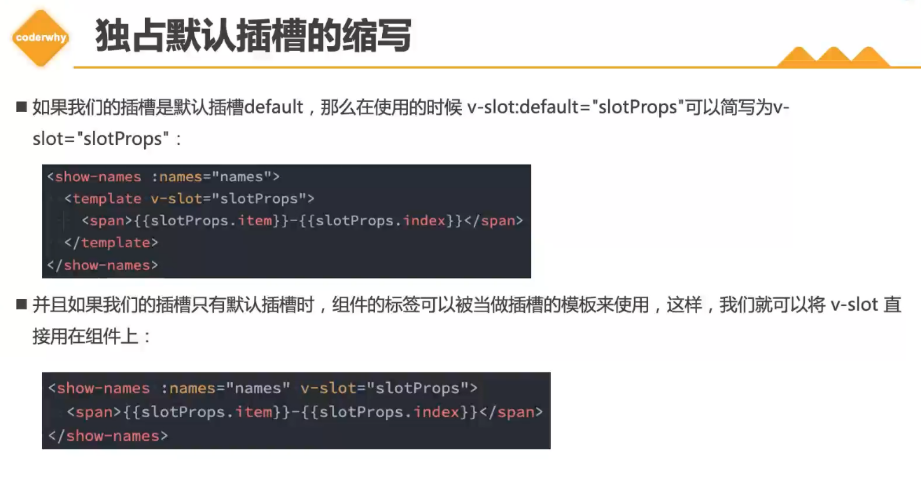 coderwhy
独占默认插槽的缩写
■ 如果我们的插槽是默认插槽default，那么在使用的时候 v-slot:default="slotProps"可以简写为v-
slot="slotProps"：
<show-names :names="names">
<template v-slot="slotProps">
<span>{{slotProps.item}}-{{slotProps.index}}</span>
</template>
</show-names>
■ 并且如果我们的插槽只有默认插槽时，组件的标签可以被当做插槽的模板来使用，这样，我们就可以将 v-slot 直
接用在组件上：
<show-names :names="names" v-slot="slotProps">
<span>{{slotProps.item}}-{{slotProps.index}}</span>
</show-names>